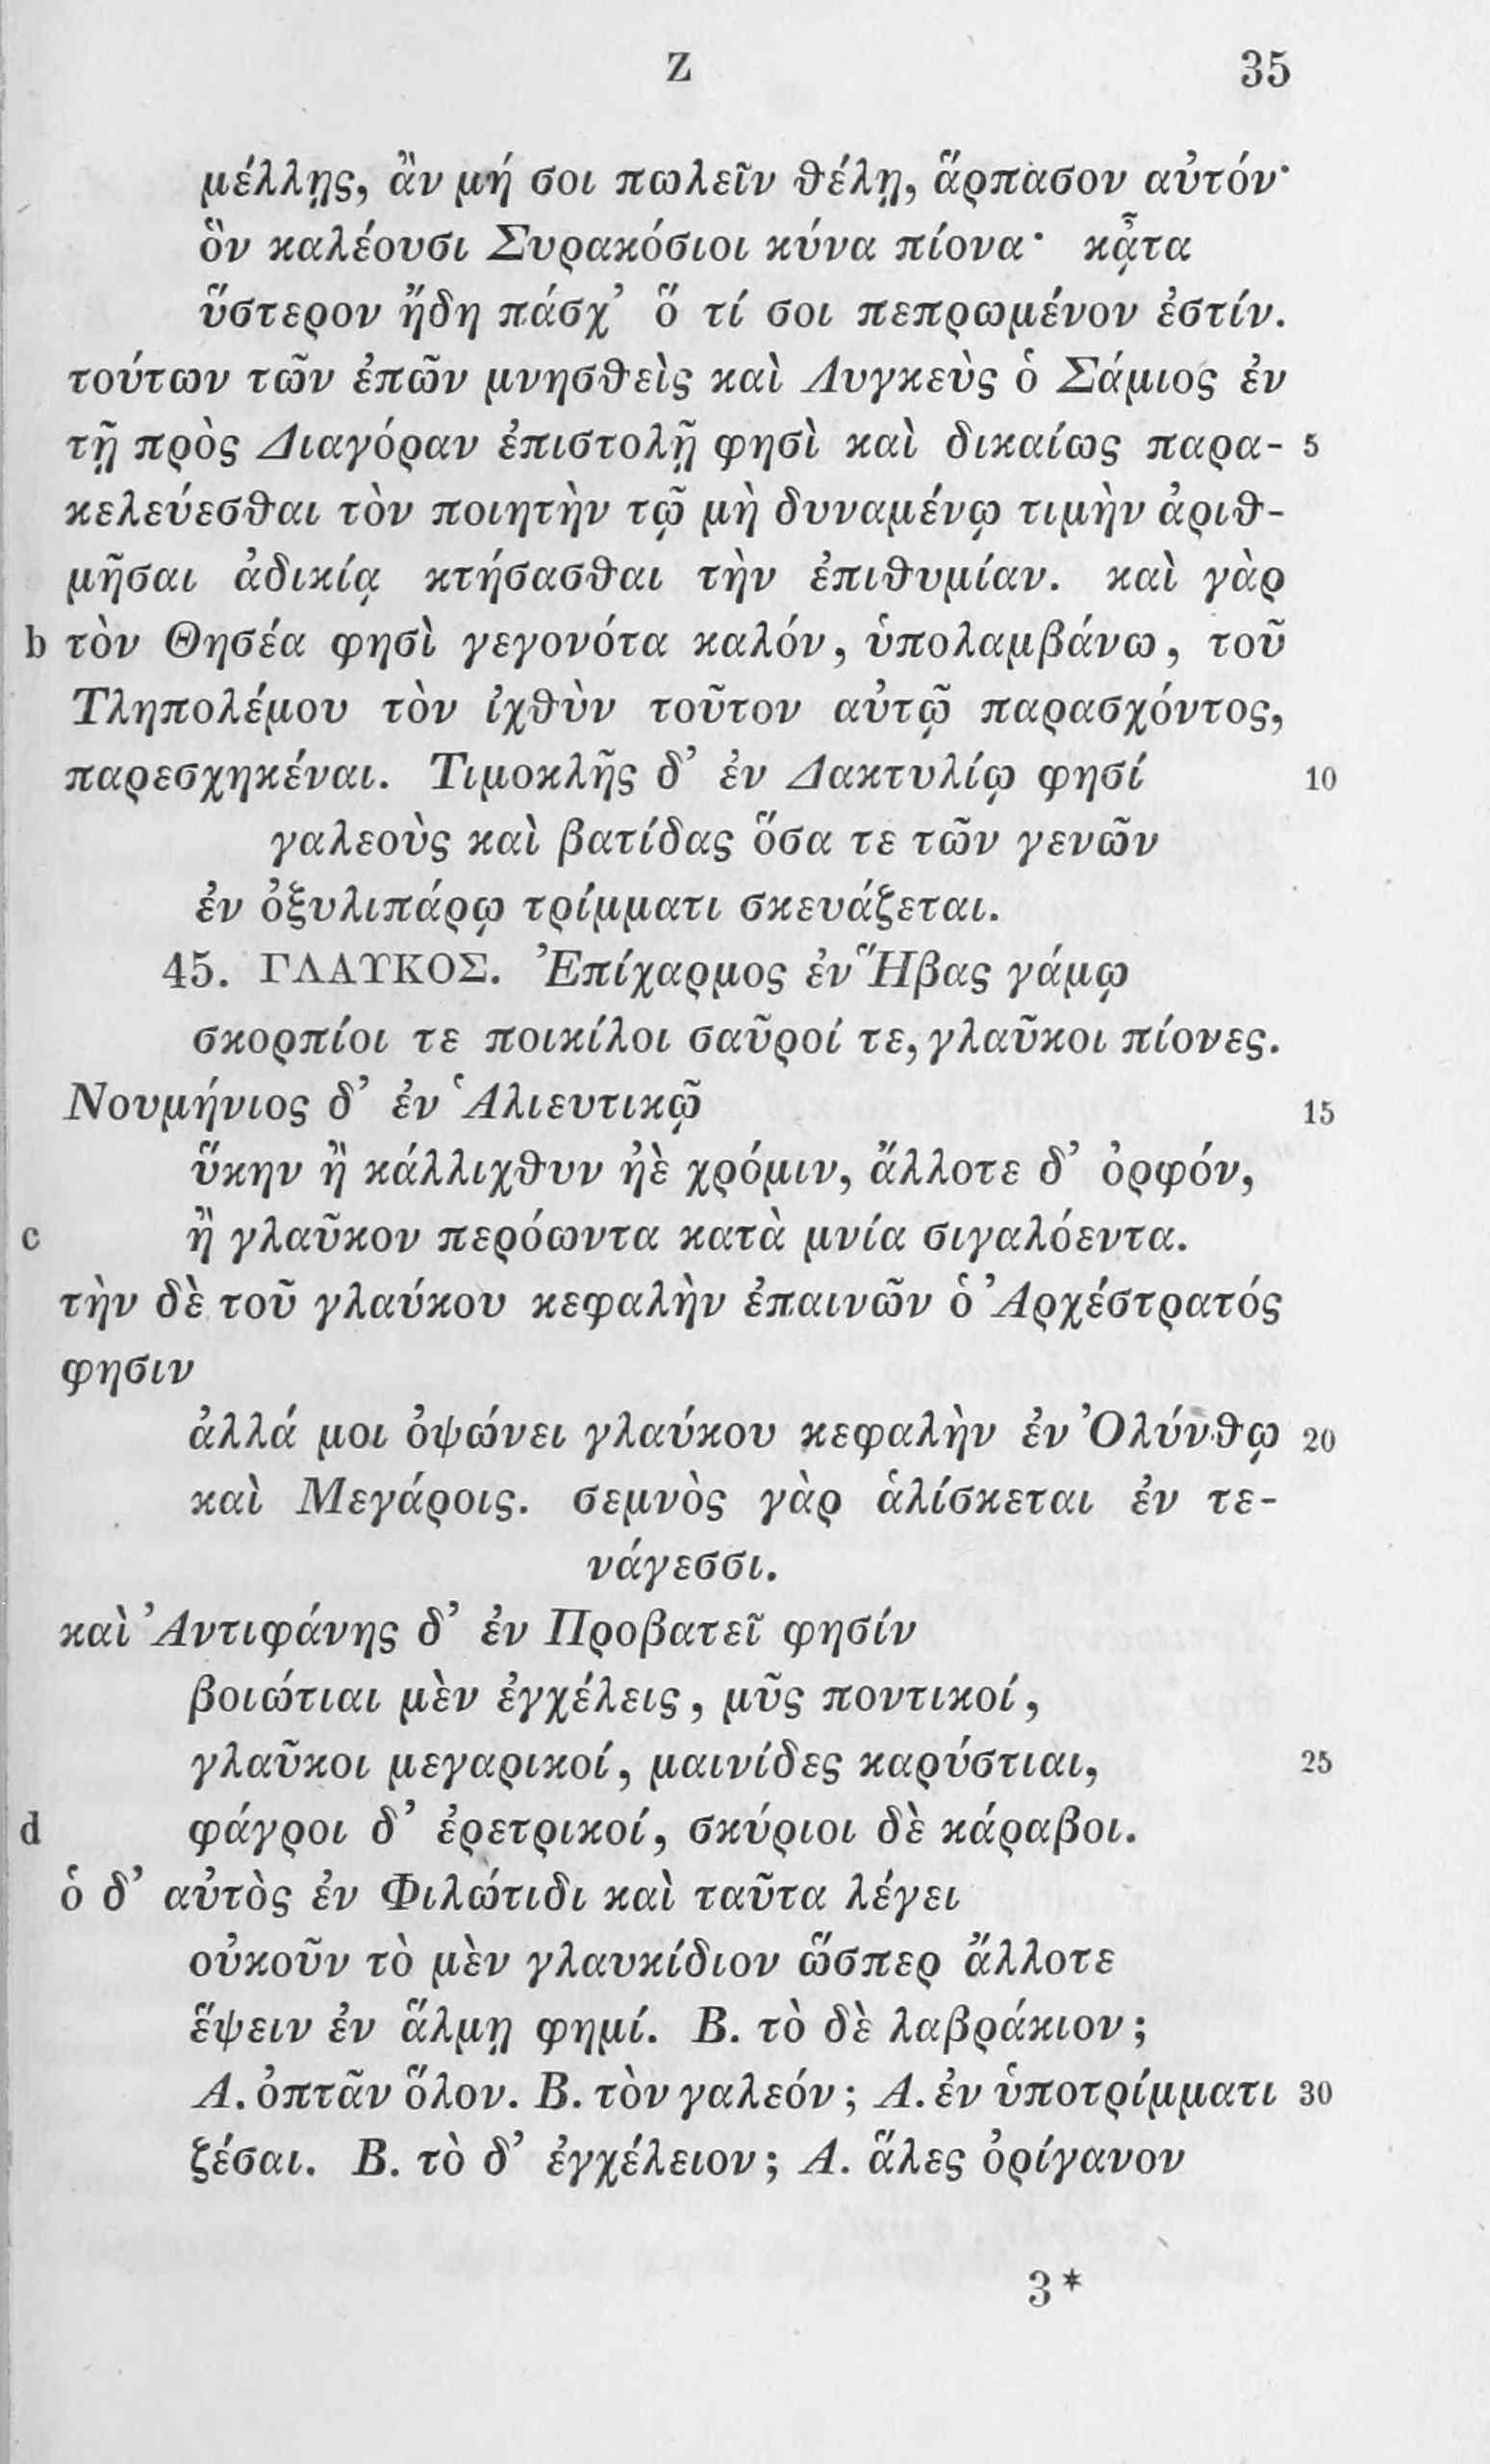 Z 35
μέλλῃς, ἂν μή σοι πωλεῖν θέλῃ, ἅρπασον αὐτόν·
ὃν καλέουσι Συρακόσιοι κύνα πίονα· κᾆτα
ὕστερον ἤδη πάσχ’ ὅ τί σοι πεπρωμένον ἐστίν.
τούτων τῶν ἐπῶν μνησθεὶς καὶ Λυγκεὺς ὁ Σάμιος ἐν
τῇ πρὸς Διαγόραν ἐπιστολῇ φησὶ καὶ δικαίως παρα- 5
κελεύεσθαι τὸν ποιητὴν τῷ μὴ δυναμένῳ τιμὴν ἀριθ-
μῆσαι ἀδικίᾳ κτήσασθαι τὴν ἐπιθυμίαν. καὶ γὰρ
b τὸν Θησέα φησὶ γεγονότα καλόν, ὑπολαμβάνω, τοῦ
Τληπολέμου τὸν ἰχθὺν τοῦτον αὐτῷ παρασχόντος,
παρεσχηκέναι. Τιμοκλῆς δ’ ἐν Δακτυλίῳ φησί 10
γαλεοὺς καὶ βατίδας ὅσα τε τῶν γενῶν
ἐν ὀξυλιπάρῳ τρίμματι σκευάζεται.
45. ΓΛΑΥΚΟΣ. Ἐπίχαρμος ἐν Ἥβας γάμῳ
σκορπίοι τε ποικίλοι σαῦροί τε, γλαῦκοι πίονες.
Νουμήνιος δ’ ἐν Ἁλιευτικῷ 15
ὕκην ἢ κάλλιχθυν ἠὲ χρόμιν, ἄλλοτε δ’ ὀρφόν,
c ἢ γλαῦκον περόωντα κατὰ μνία σιγαλόεντα.
τὴν δὲ τοῦ γλαύκου κεφαλὴν ἐπαινῶν ὁ Ἀρχέστρατός
φησιν
ἀλλά μοι ὀψώνει γλαύκου κεφαλὴν ἐν Ὀλύνθῳ 20
καὶ Μεγάροις. σεμνὸς γὰρ ἁλίσκεται ἐν τε-
νάγεσσι.
καὶ Ἀντιφάνης δ’ ἐν Προβατεῖ φησίν
βοιώτιαι μὲν ἐγχέλεις, μῦς ποντικοί,
γλαῦκοι μεγαρικοί, μαινίδες καρύστιαι, 25
d φάγροι δ’ ἐρετρικοί, σκύριοι δὲ κάραβοι.
ὁ δ’ αὐτὸς ἐν Φιλώτιδι καὶ ταῦτα λέγει
οὐκοῦν τὸ μὲν γλαυκίδιον ὥσπερ ἄλλοτε
ἕψειν ἐν ἅλμῃ φημί. Β. τὸ δὲ λαβράκιον;
Α. ὀπτᾶν ὅλον. Β. τὸν γαλεόν; Α. ἐν ὑποτρίμματι 30
ζέσαι. Β. τὸ δ’ ἐγχέλειον; Α. ἅλες ὀρίγανον
3*